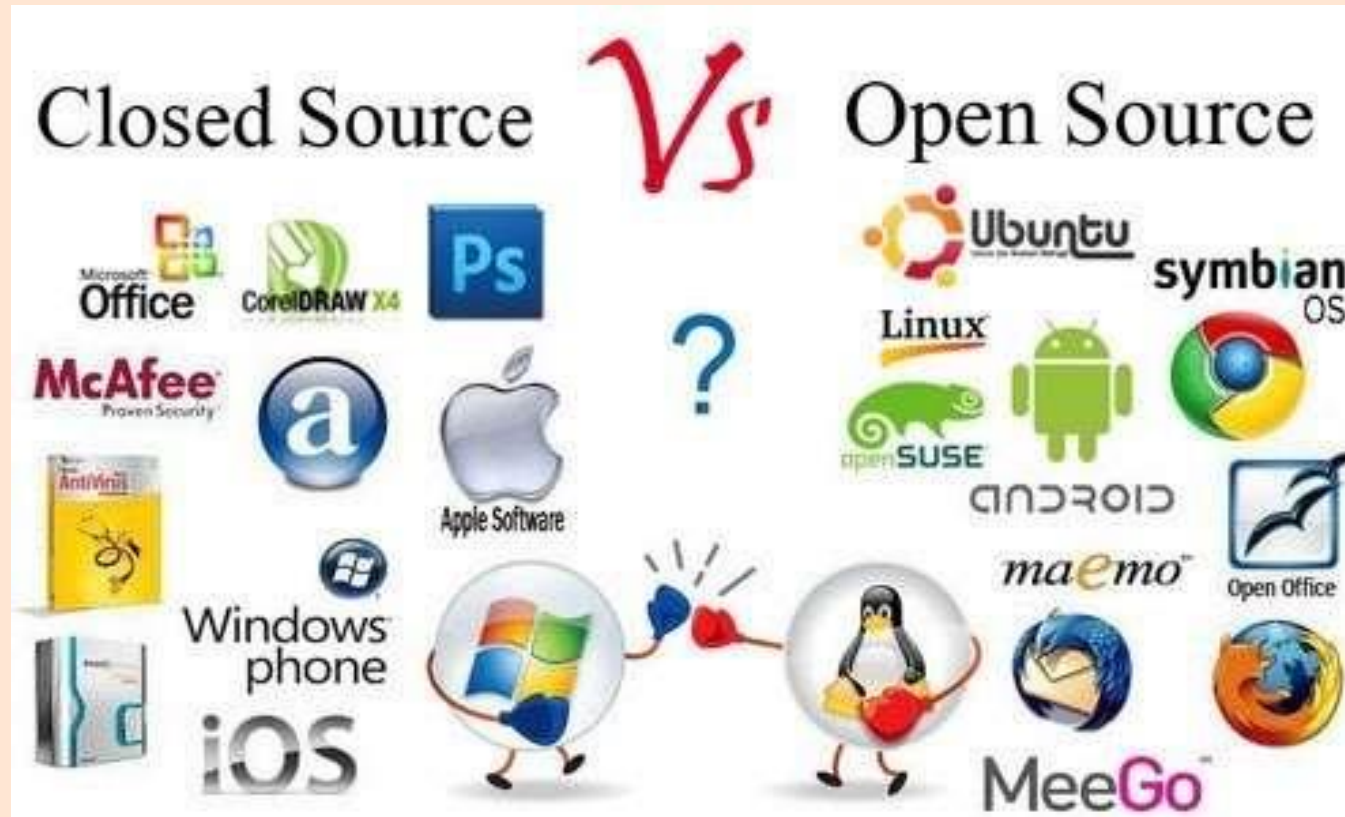 Closed Source
Vs
Open Source
Microsoft
Office
CorelDRAW X4
Ps
?
Ubuntu
symbian
OS
Linux
McAfee
Proven Security
a
openSUSE
Apple Software
ANDROID
AntiVirus
maemo
Open Office
Windows
phone
iOS
MeeGo